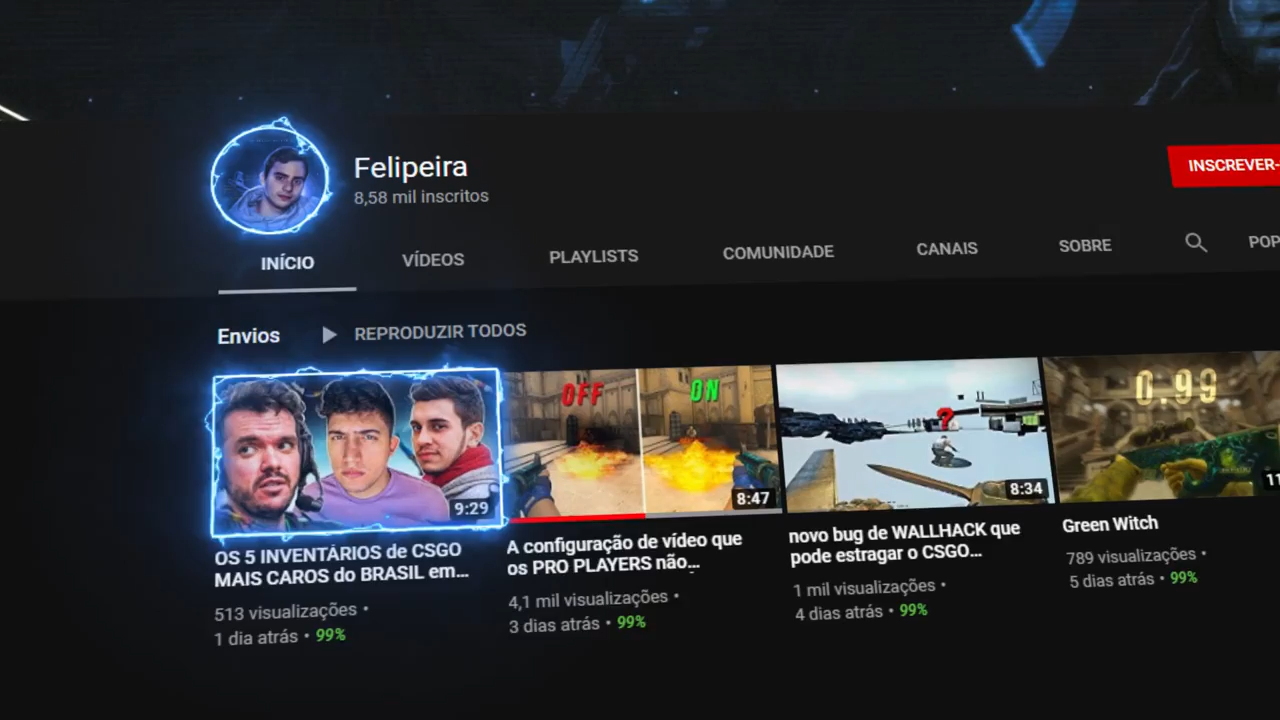 Felipeira
8,58 mil inscritos
INSCREVER-
INÍCIO
VÍDEOS
PLAYLISTS
COMUNIDADE
CANAIS
SOBRE
POP
Envios
REPRODUZIR TODOS
9:29
OFF
ON
8:47
?
8:34
0.99
11
OS 5 INVENTÁRIOS de CSGO
MAIS CAROS do BRASIL em...
513 visualizações •
1 dia atrás • 99%
A configuração de vídeo que
os PRO PLAYERS não...
4,1 mil visualizações •
3 dias atrás • 99%
novo bug de WALLHACK que
pode estragar o CSGO...
1 mil visualizações •
4 dias atrás • 99%
Green Witch
789 visualizações •
5 dias atrás • 99%